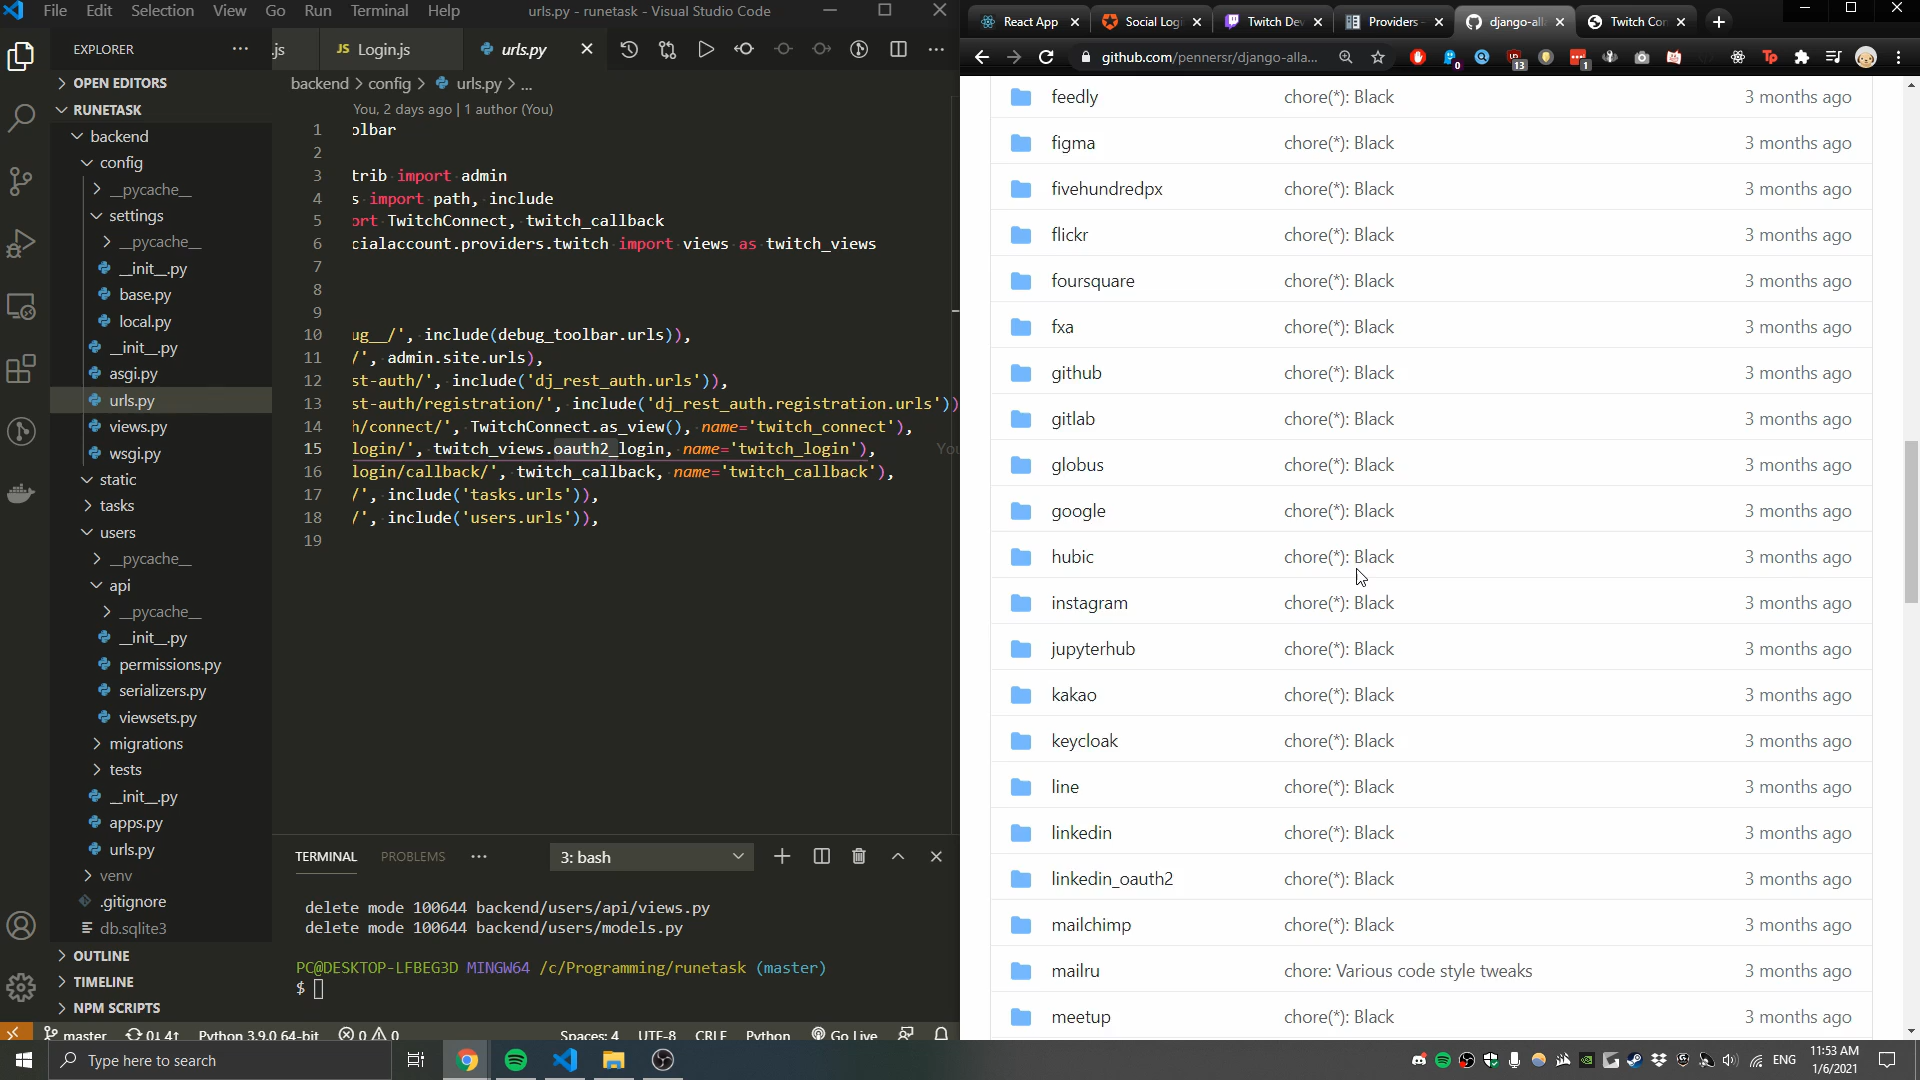 File Edit Selection View Go Run Terminal Help urls.py - runetask - Visual Studio Code
EXPLORER
.js
JS Login.js
urls.py
OPEN EDITORS
RUNETASK
backend
config
__pycache__
settings
__pycache__
__init__.py
base.py
local.py
__init__.py
asgi.py
urls.py
views.py
wsgi.py
static
tasks
users
__pycache__
api
__pycache__
__init__.py
permissions.py
serializers.py
viewsets.py
migrations
tests
__init__.py
apps.py
urls.py
venv
.gitignore
db.sqlite3
OUTLINE
TIMELINE
NPM SCRIPTS
backend > config > urls.py > ...
You, 2 days ago | 1 author (You)
1 olbar
2
3 trib import admin
4 s import path, include
5 ort TwitchConnect, twitch_callback
6 cialaccount.providers.twitch import views as twitch_views
7
8
9
10 ug__/', include(debug_toolbar.urls)),
11 /', admin.site.urls),
12 st-auth/', include('dj_rest_auth.urls')),
13 st-auth/registration/', include('dj_rest_auth.registration.urls'))
14 h/connect/', TwitchConnect.as_view(), name='twitch_connect'),
15 login/', twitch_views.oauth2_login, name='twitch_login'), Yo
16 login/callback/', twitch_callback, name='twitch_callback'),
17 /', include('tasks.urls')),
18 /', include('users.urls')),
19
TERMINAL PROBLEMS ... 3: bash
delete mode 100644 backend/users/api/views.py
delete mode 100644 backend/users/models.py
PC@DESKTOP-LFBEG3D MINGW64 /c/Programming/runetask (master)
$
master 0↓ 4↑ Python 3.9.0 64-bit 0 0 Spaces: 4 UTF-8 CRLF Python Go Live
React App
Social Log
Twitch De
Providers
django-all
Twitch Cor
github.com/pennersr/django-alla...
0
13
1
Tp
feedly chore(*): Black 3 months ago
figma chore(*): Black 3 months ago
fivehundredpx chore(*): Black 3 months ago
flickr chore(*): Black 3 months ago
foursquare chore(*): Black 3 months ago
fxa chore(*): Black 3 months ago
github chore(*): Black 3 months ago
gitlab chore(*): Black 3 months ago
globus chore(*): Black 3 months ago
google chore(*): Black 3 months ago
hubic chore(*): Black 3 months ago
instagram chore(*): Black 3 months ago
jupyterhub chore(*): Black 3 months ago
kakao chore(*): Black 3 months ago
keycloak chore(*): Black 3 months ago
line chore(*): Black 3 months ago
linkedin chore(*): Black 3 months ago
linkedin_oauth2 chore(*): Black 3 months ago
mailchimp chore(*): Black 3 months ago
mailru chore: Various code style tweaks 3 months ago
meetup chore(*): Black 3 months ago
Type here to search
ENG
11:53 AM
1/6/2021